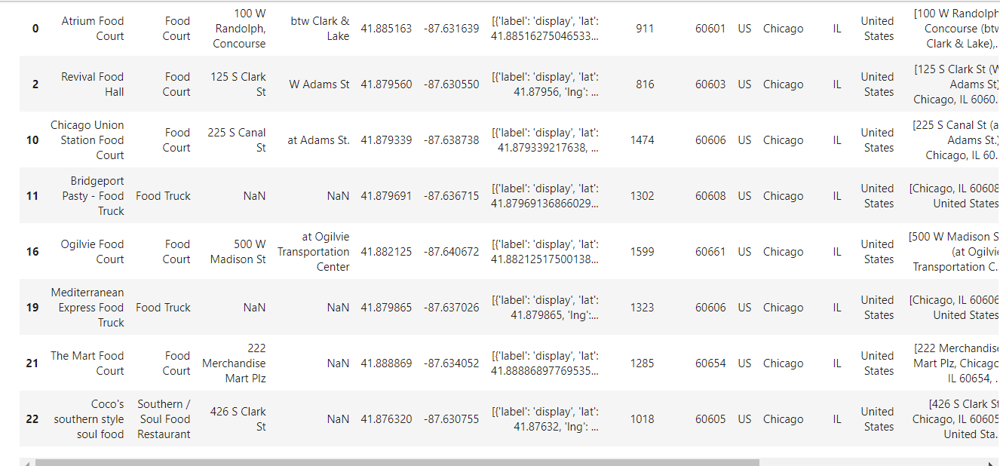 0
Atrium Food
Court
Food
Court
100 W
Randolph,
Concourse
btw Clark &
Lake
41.885163
-87.631639
[{'label': 'display', 'lat':
41.88516275046533...
911
60601
US
Chicago
IL
United
States
[100 W Randolph
Concourse (btw
Clark & Lake),.
2
Revival Food
Hall
Food
Court
125 S Clark
St
W Adams St
41.879560
-87.630550
[{'label': 'display', 'lat':
41.87956, 'lng': ...
816
60603
US
Chicago
IL
United
States
[125 S Clark St (W
Adams St)
Chicago, IL 6060.
10
Chicago Union
Station Food
Court
Food
Court
225 S Canal
St
at Adams St.
41.879339
-87.638738
[{'label': 'display', 'lat':
41.879339217638, ...
1474
60606
US
Chicago
IL
United
States
[225 S Canal St (a
Adams St.)
Chicago, IL 60.
11
Bridgeport
Pasty - Food
Truck
Food Truck
NaN
NaN
41.879691
-87.636715
[{'label': 'display', 'lat':
41.87969136866029...
1302
60608
US
Chicago
IL
United
States
[Chicago, IL 60608
United States
16
Ogilvie Food
Court
Food
Court
500 W
Madison St
at Ogilvie
Transportation
Center
41.882125
-87.640672
[{'label': 'display', 'lat':
41.88212517500138...
1599
60661
US
Chicago
IL
United
States
[500 W Madison S
(at Ogilvi
Transportation C.
19
Mediterranean
Express Food
Truck
Food Truck
NaN
NaN
41.879865
-87.637026
[{'label': 'display', 'lat':
41.879865, 'lng':...
1323
60606
US
Chicago
IL
United
States
[Chicago, IL 60606
United States
21
The Mart Food
Court
Food
Court
222
Merchandise
Mart Plz
NaN
41.888869
-87.634052
[{'label': 'display', 'lat':
41.88886897769535...
1285
60654
US
Chicago
IL
United
States
[222 Merchandise
Mart Plz, Chicago
IL 60654, .
22
Coco's
southern style
soul food
Southern /
Soul Food
Restaurant
426 S Clark
St
NaN
41.876320
-87.630755
[{'label': 'display', 'lat':
41.87632, 'lng': ...
1018
60605
US
Chicago
IL
United
States
[426 S Clark St
Chicago, IL 60605
United Sta.